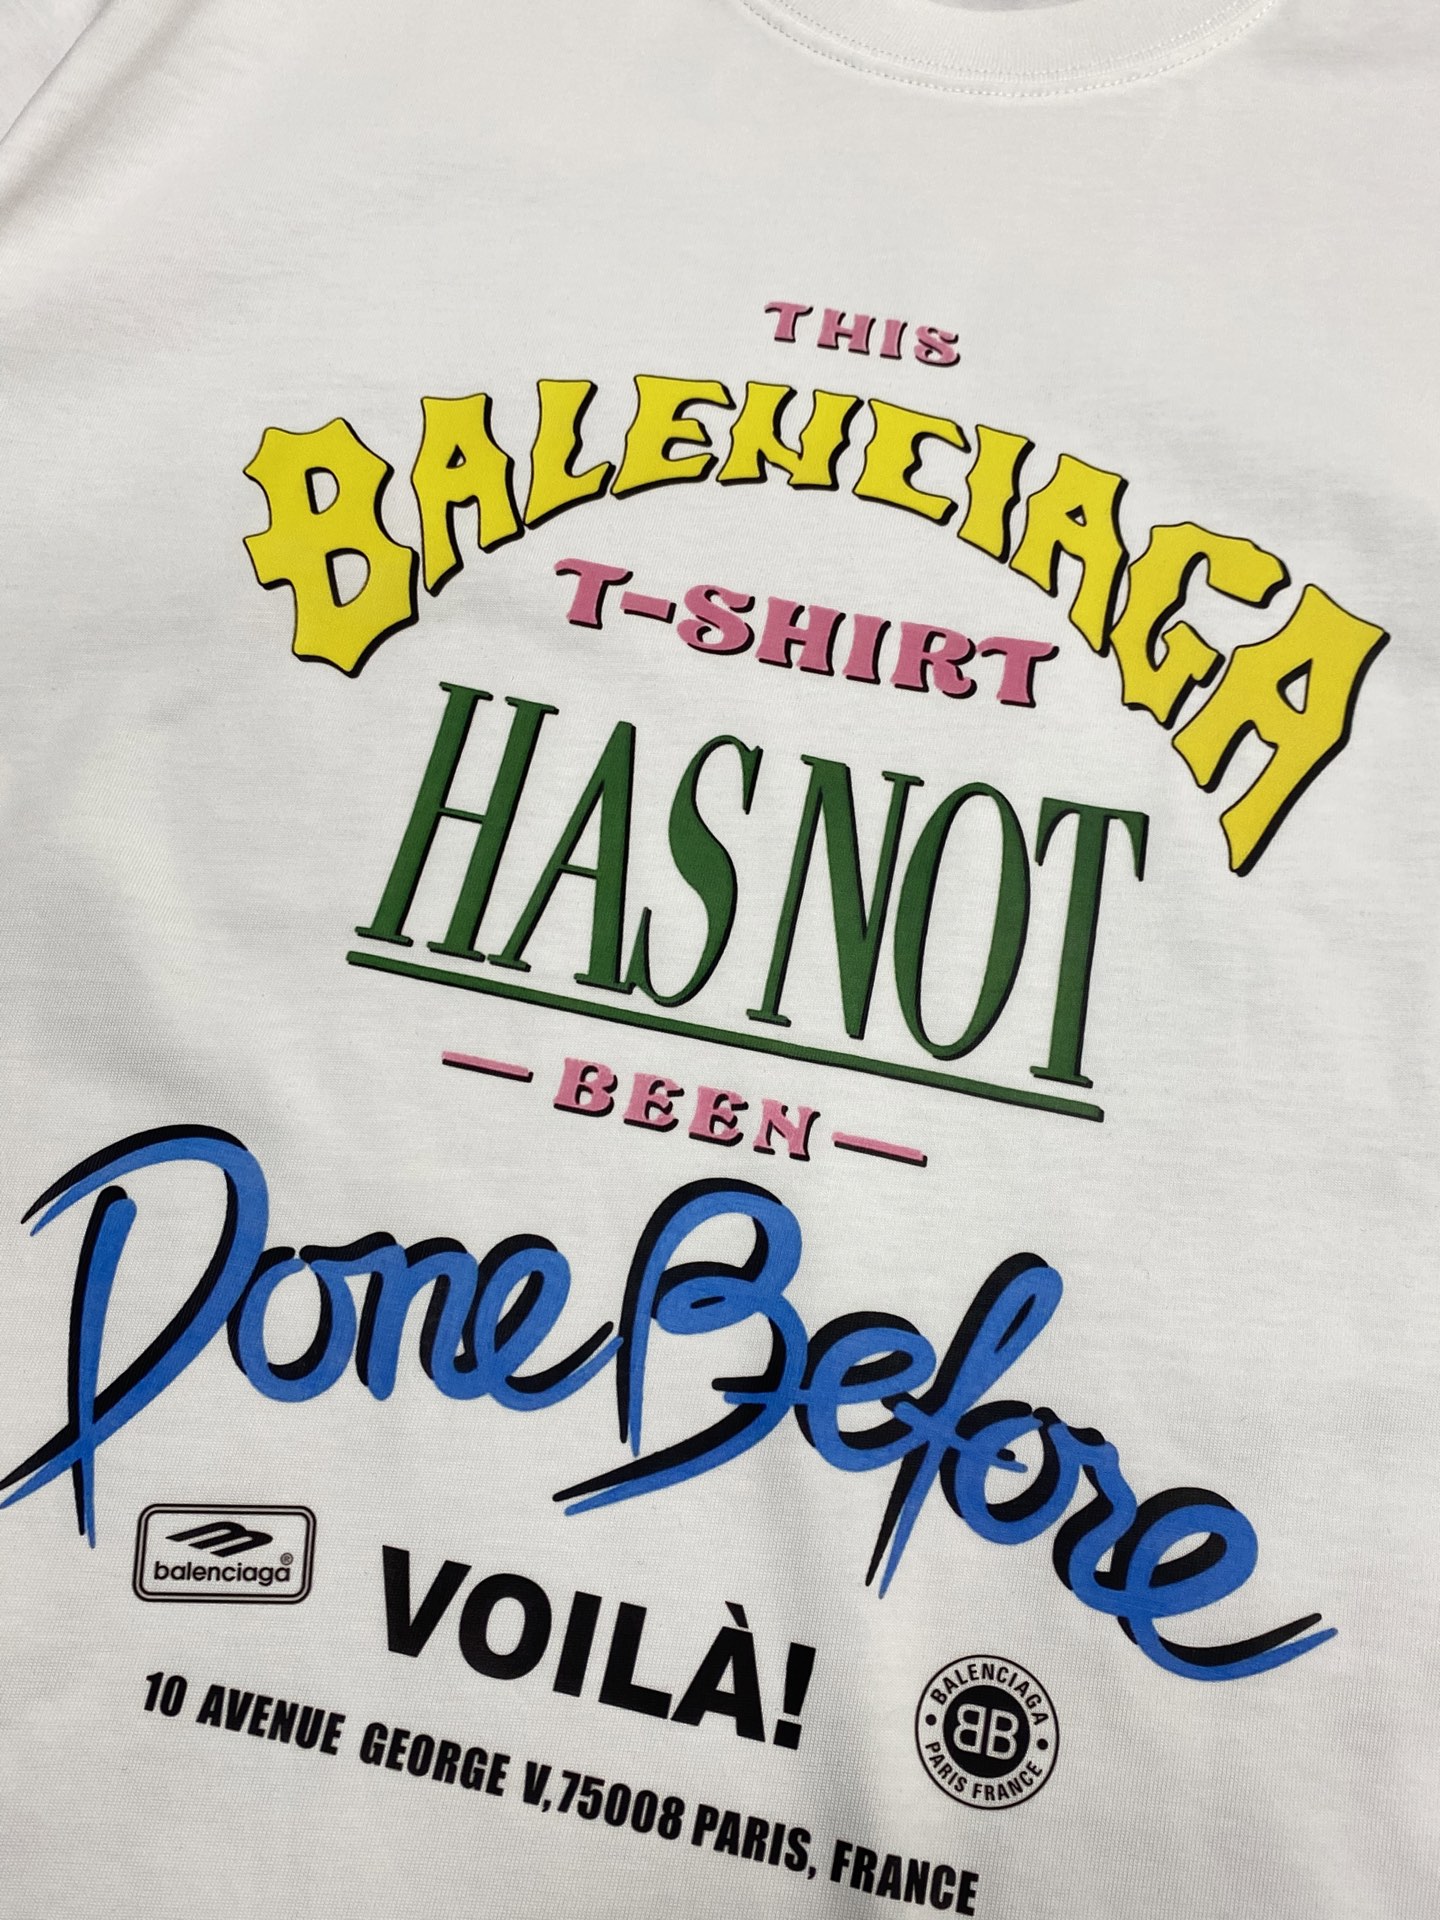 THIS
BALENCIAGA
T-SHIRT
HAS NOT
— BEEN —
Done Before
balenciaga®
VOILÀ!
BALENCIAGA
BB
PARIS FRANCE
10 AVENUE GEORGE V, 75008 PARIS, FRANCE